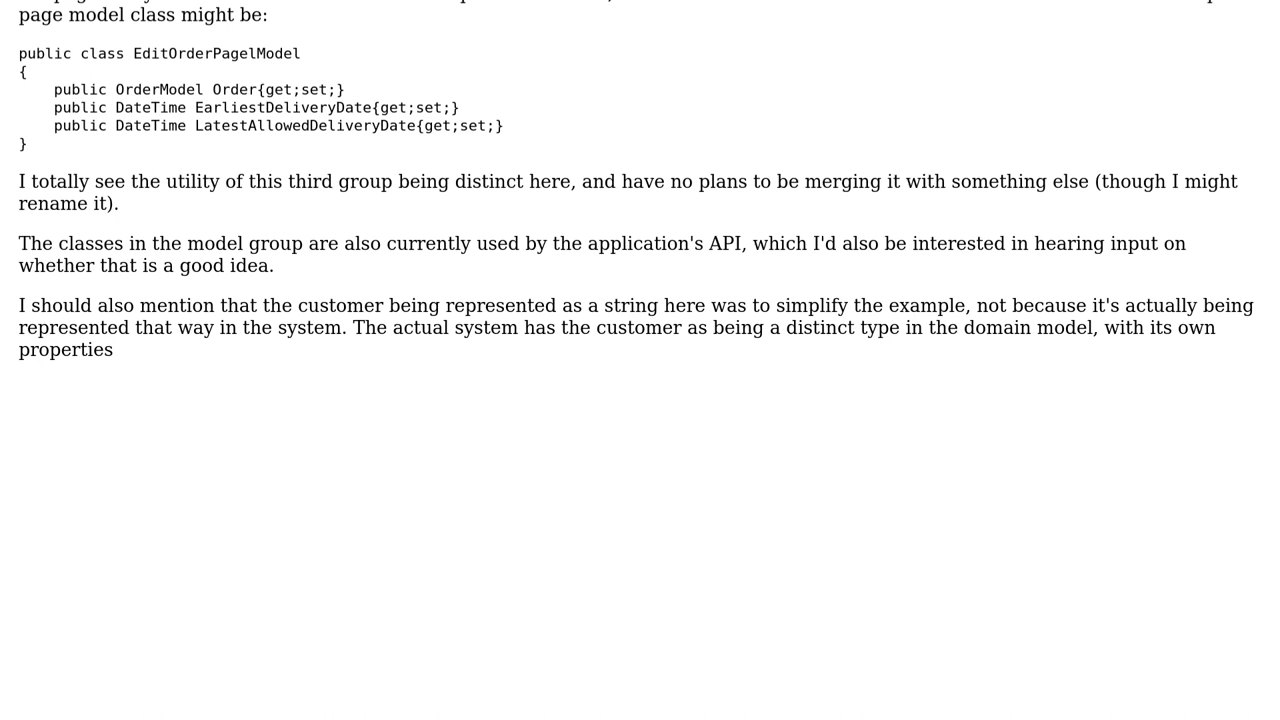 page model class might be:
public class EditOrderPagelModel
{
    public OrderModel Order{get;set;}
    public DateTime EarliestDeliveryDate{get;set;}
    public DateTime LatestAllowedDeliveryDate{get;set;}
}
I totally see the utility of this third group being distinct here, and have no plans to be merging it with something else (though I might
rename it).
The classes in the model group are also currently used by the application's API, which I'd also be interested in hearing input on
whether that is a good idea.
I should also mention that the customer being represented as a string here was to simplify the example, not because it's actually being
represented that way in the system. The actual system has the customer as being a distinct type in the domain model, with its own
properties